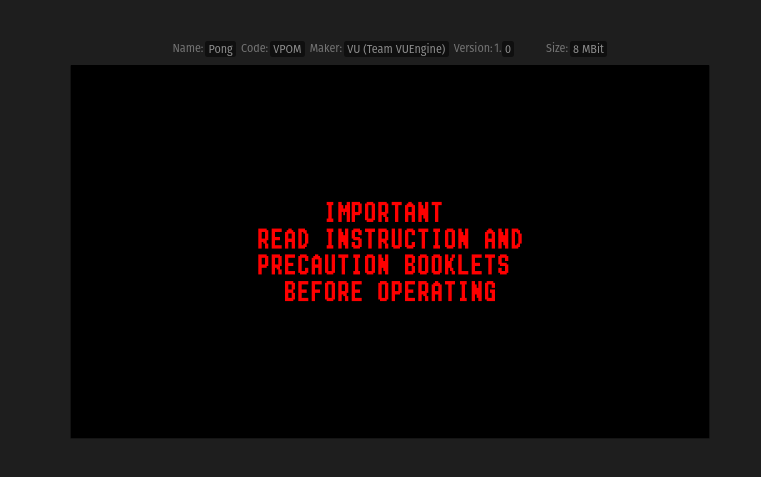 Name: Pong Code: VPOM Maker: VU (Team VUEngine) Version: 1. 0 Size: 8 MBit
IMPORTANT
READ INSTRUCTION AND
PRECAUTION BOOKLETS
BEFORE OPERATING